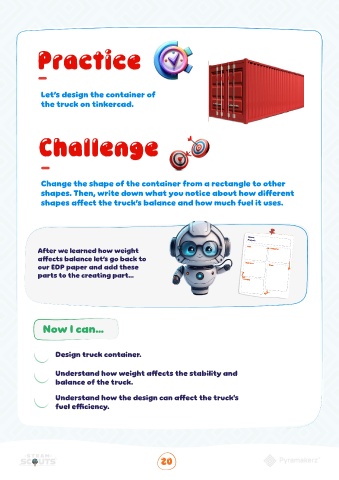 Practice
Let's design the container of
the truck on tinkercad.
Challenge
Change the shape of the container from a rectangle to other
shapes. Then, write down what you notice about how different
shapes affect the truck's balance and how much fuel it uses.
After we learned how weight
affects balance let's go back to
our EDP paper and add these
parts to the creating part...
Now I can...
Design truck container.
Understand how weight affects the stability and
balance of the truck.
Understand how the design can affect the truck's
fuel efficiency.
SCOUTS
20
Pyramakerz